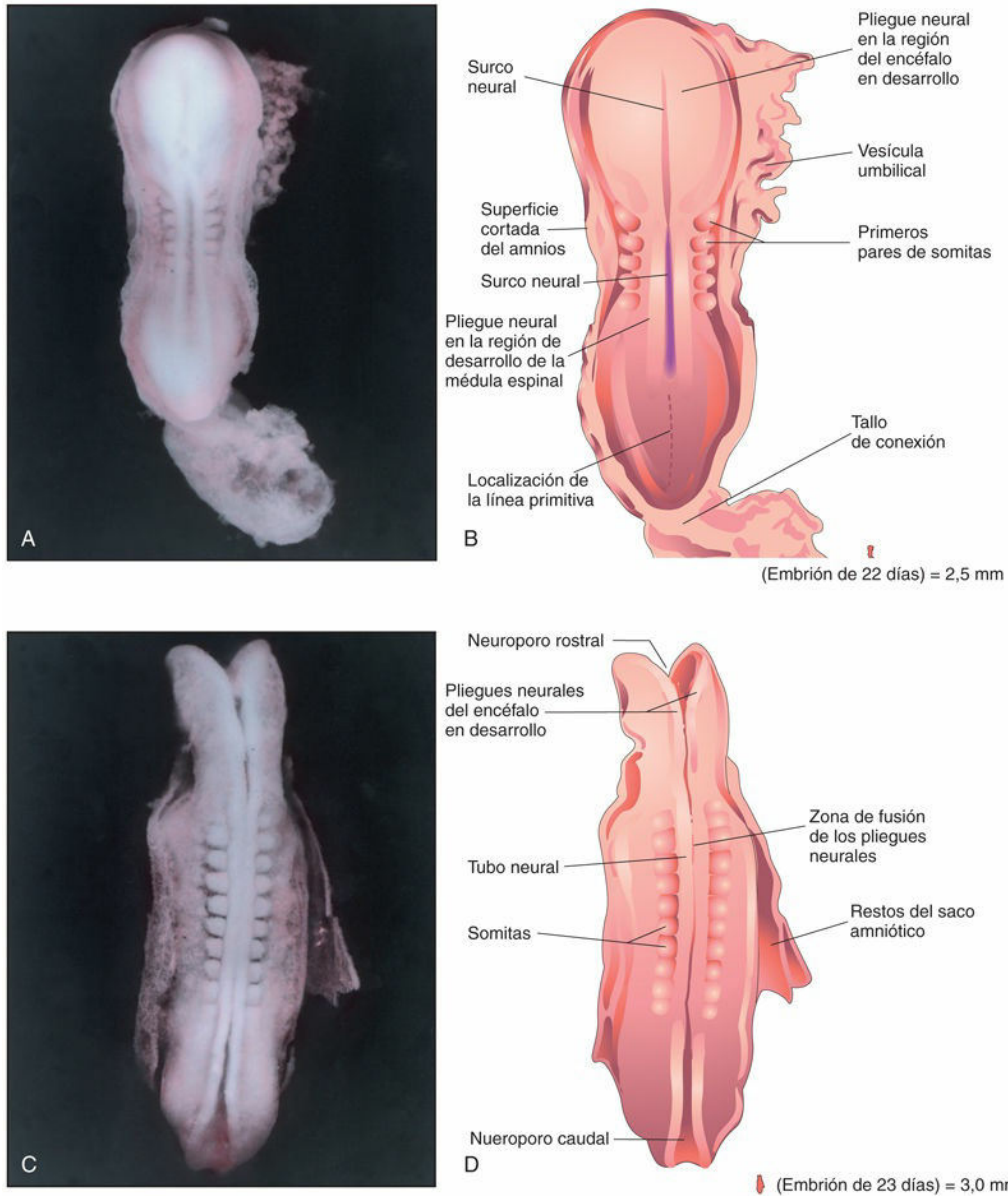 Surco
neural
Pliegue neural
en la región
del encéfalo
en desarrollo
Vesícula
umbilical
Superficie
cortada
del amnios
Primeros
pares de somitas
Surco neural
Pliegue neural
en la región de
desarrollo de la
médula espinal
Tallo
de conexión
Localización de
la línea primitiva
A
B
(Embrión de 22 días) = 2,5 mm
Neuroporo rostral
Pliegues neurales
del encéfalo
en desarrollo
Zona de fusión
de los pliegues
neurales
Tubo neural
Restos del saco
amniótico
Somitas
Nueroporo caudal
C
D
(Embrión de 23 días) = 3,0 m